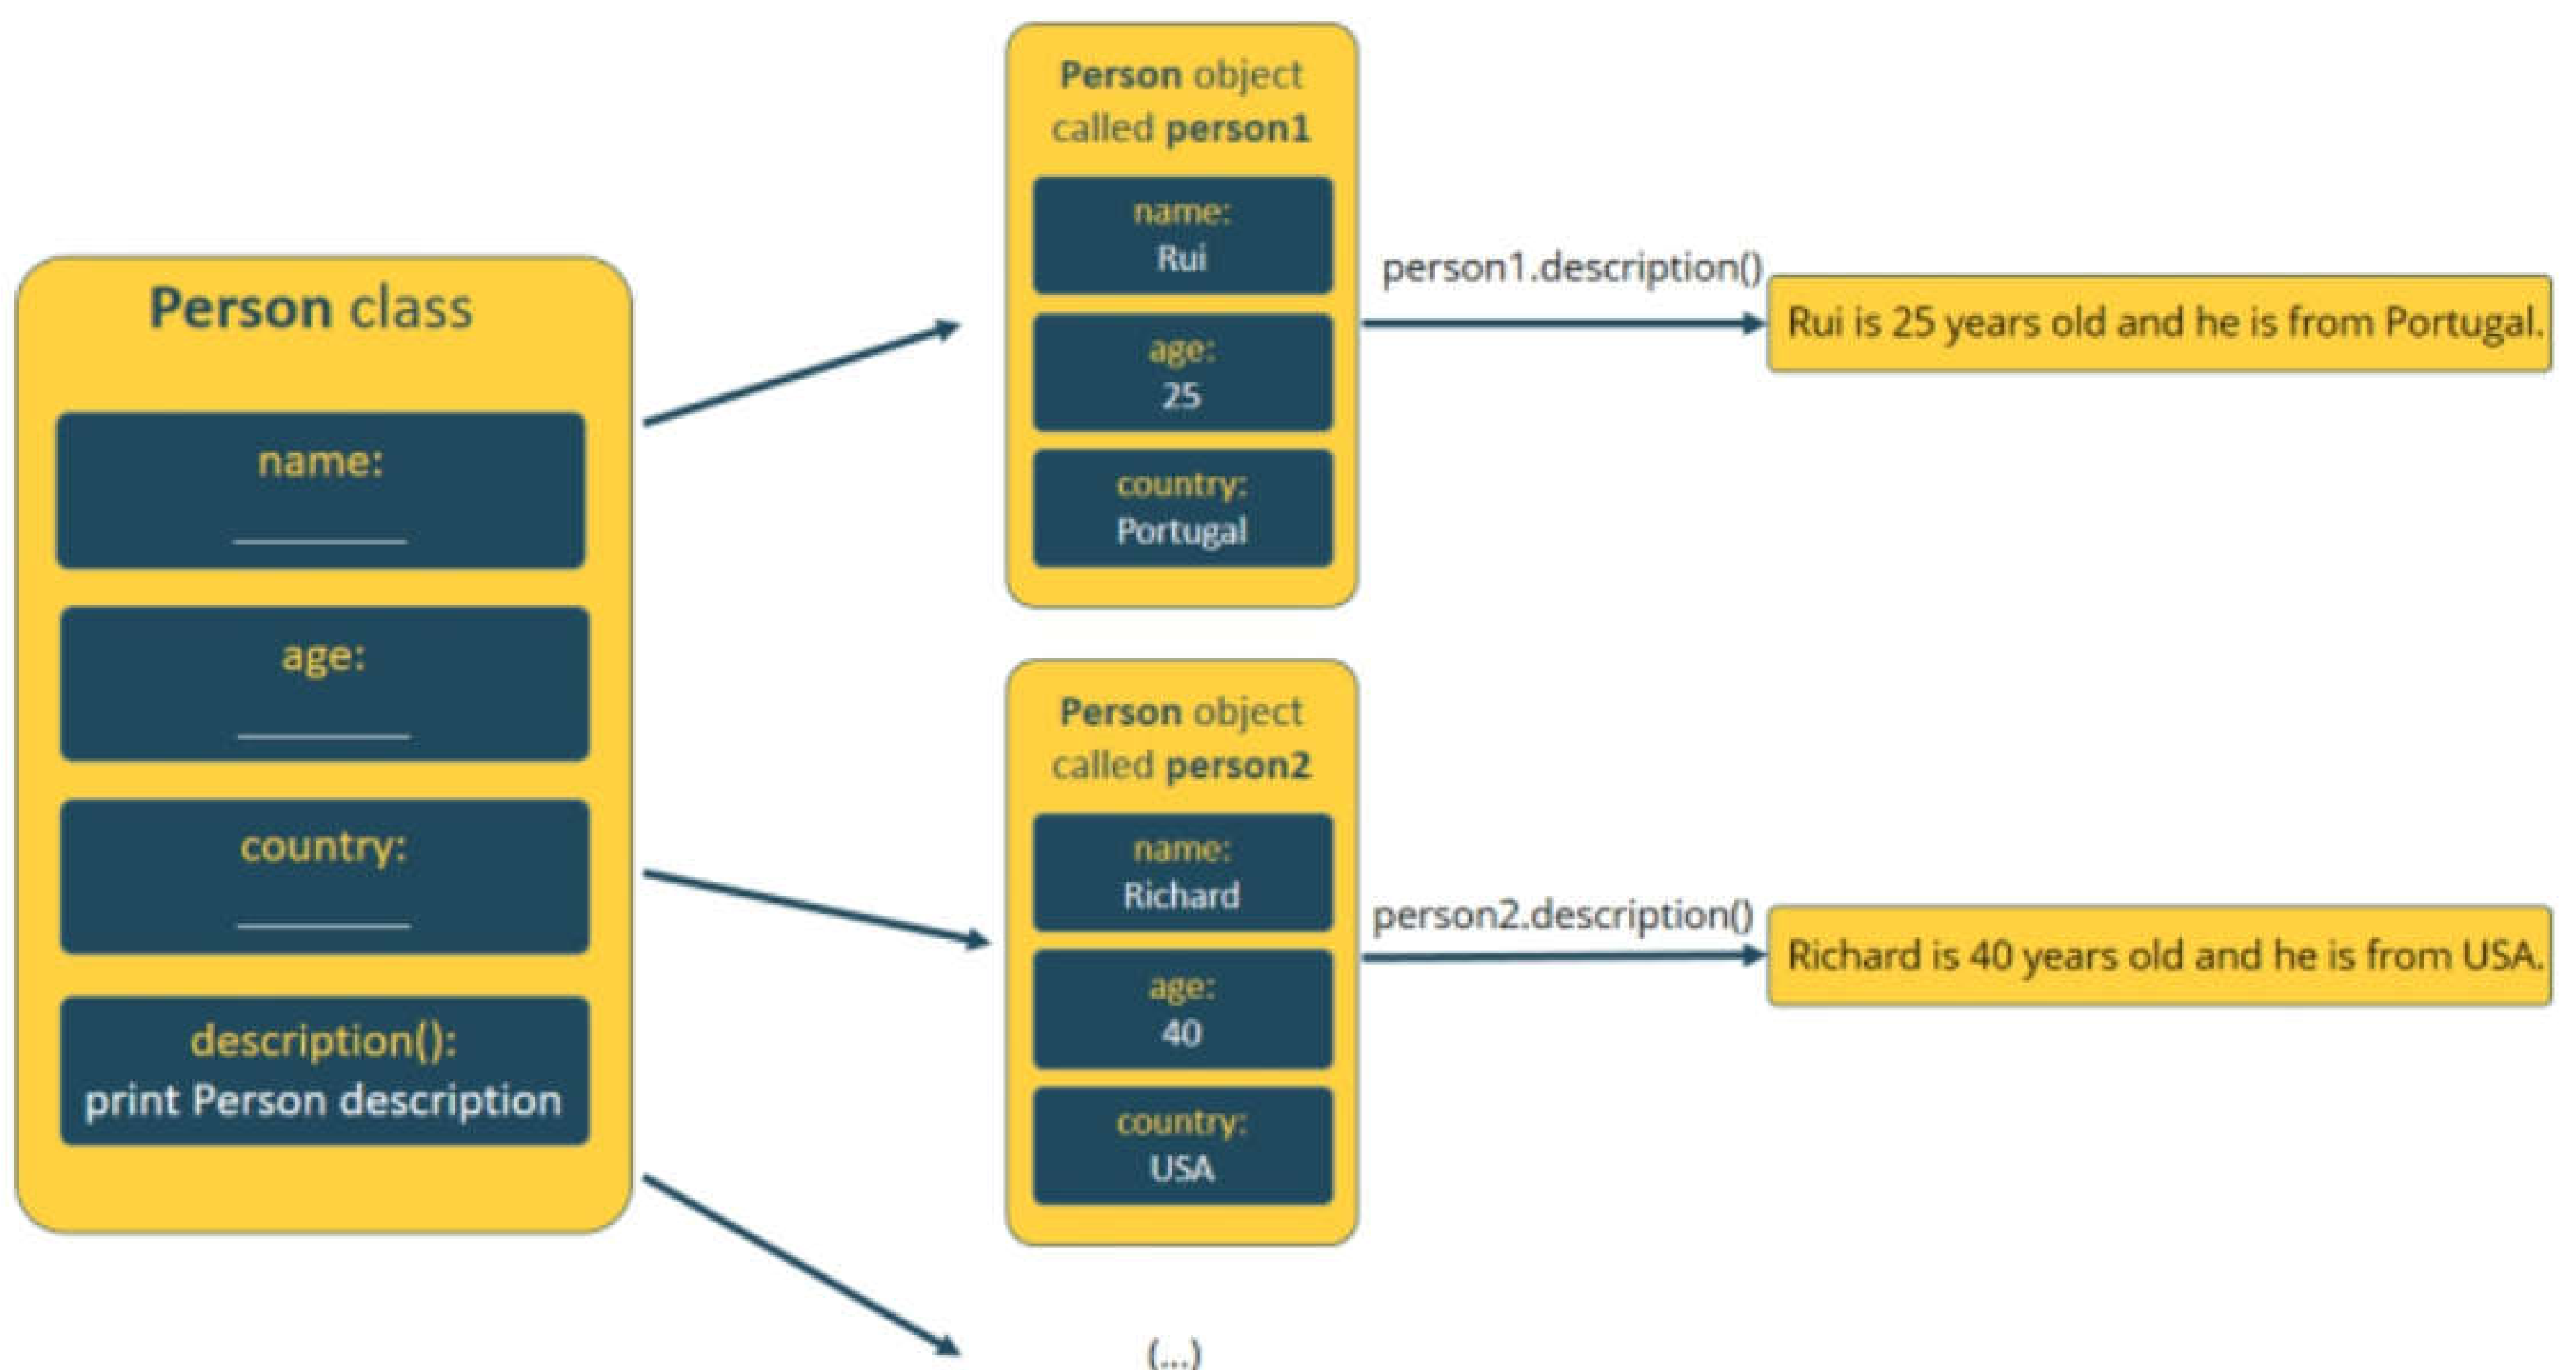 Person class
name:
age:
country:
description():
print Person description
Person object
called person1
name:
Rui
age:
25
country:
Portugal
person1.description()
Rui is 25 years old and he is from Portugal.
Person object
called person2
name:
Richard
age:
40
country:
USA
person2.description()
Richard is 40 years old and he is from USA.
(...)